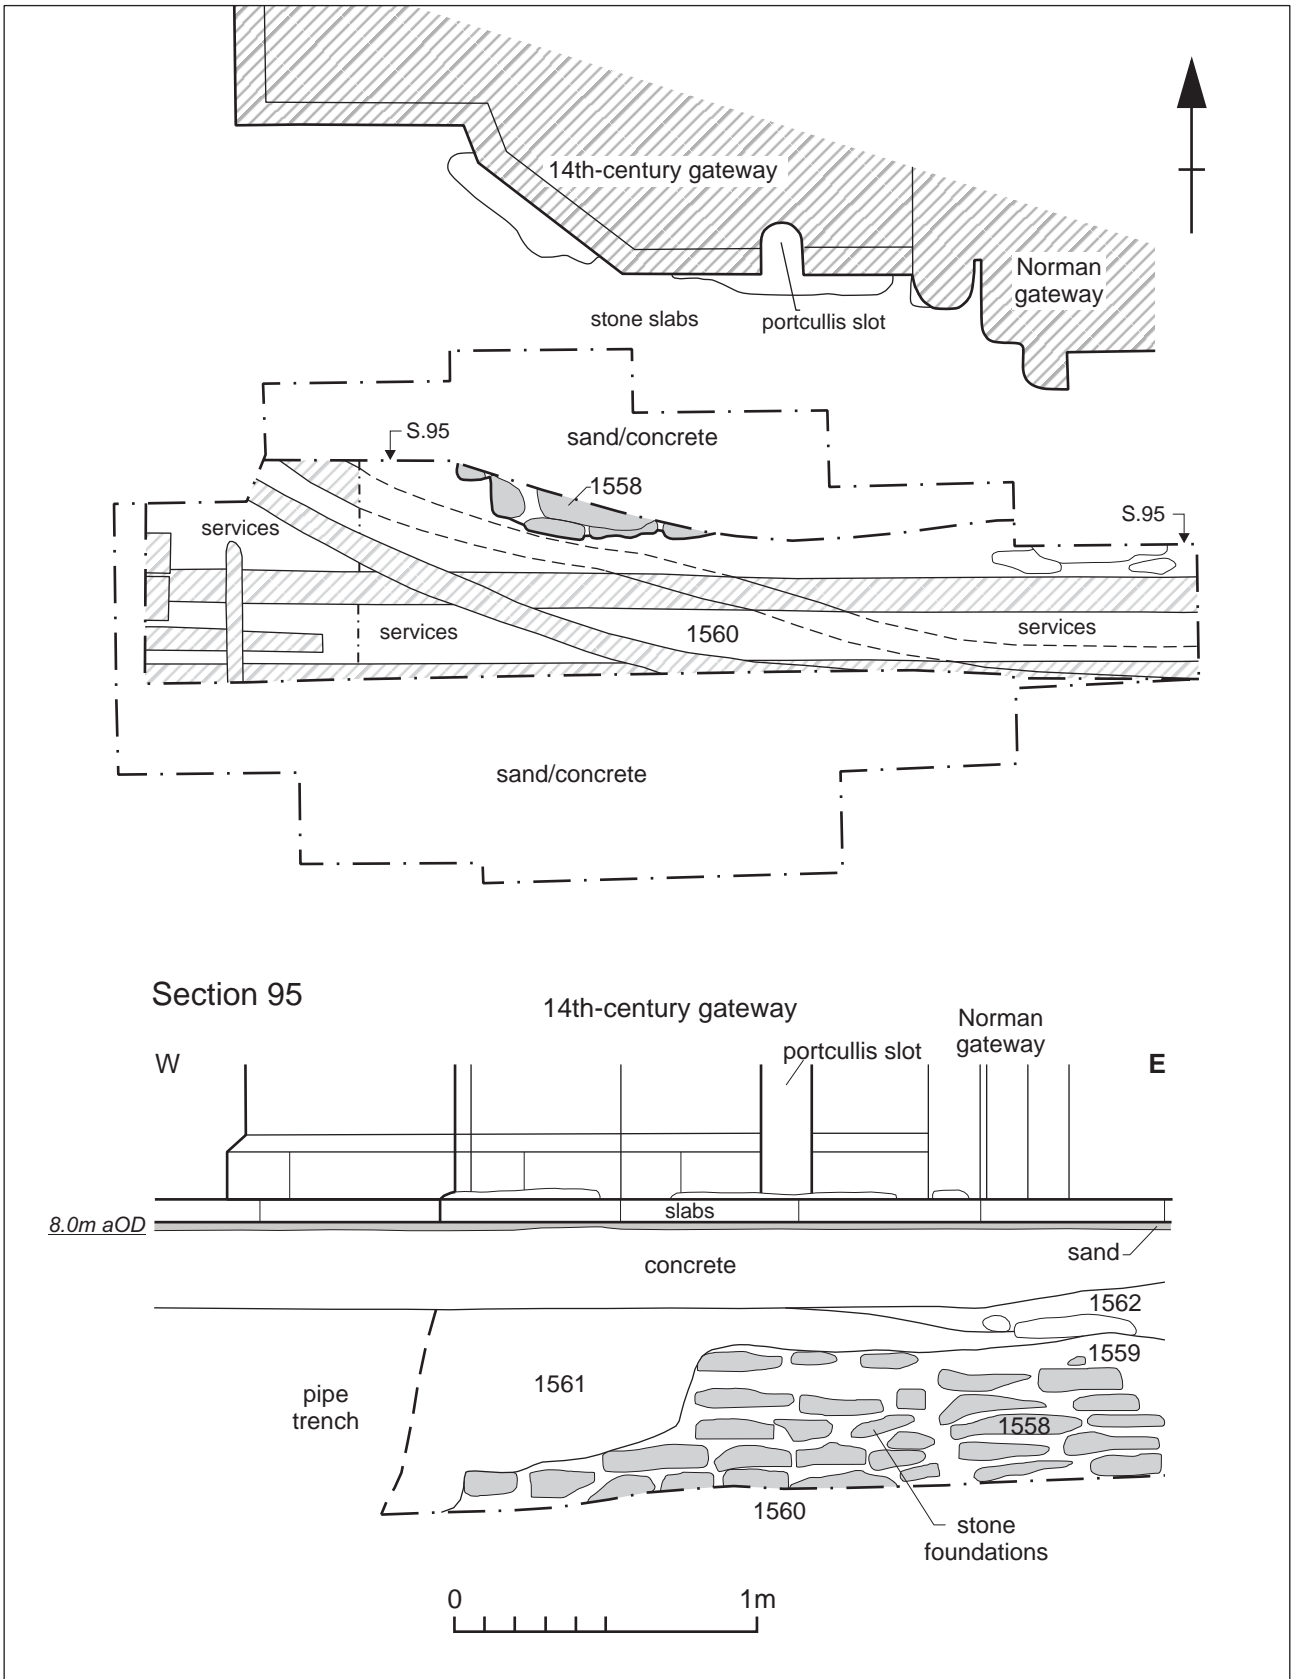 14th-century gateway
Norman
gateway
stone slabs
portcullis slot
S.95
sand/concrete
1558
S.95
services
services
1560
services
sand/concrete
Section 95
14th-century gateway
Norman
gateway
portcullis slot
W
E
slabs
8.0m aOD
sand
concrete
1562
1559
1561
pipe
trench
1558
1560
stone
foundations
0
1m